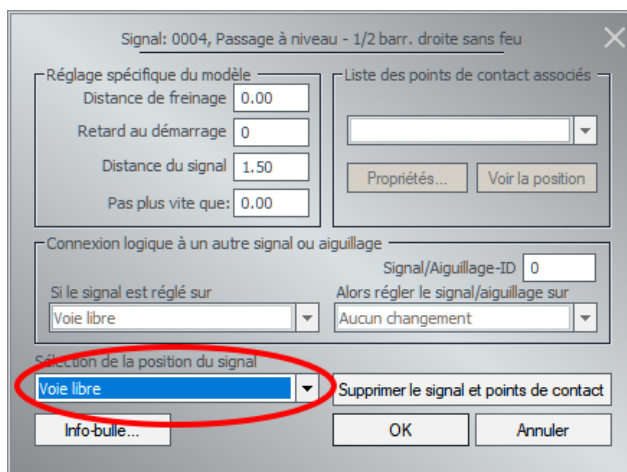 Signal: 0004, Passage à niveau - 1/2 barr. droite sans feu
Réglage spécifique du modèle
Distance de freinage 0.00
Retard au démarrage 0
Distance du signal 1.50
Pas plus vite que: 0.00
Liste des points de contact associés
Propriétés... Voir la position
Connexion logique à un autre signal ou aiguillage
Signal/Aiguillage-ID 0
Si le signal est réglé sur Alors régler le signal/aiguillage sur
Voie libre Aucun changement
Sélection de la position du signal
Voie libre Supprimer le signal et points de contact
Info-bulle... OK Annuler